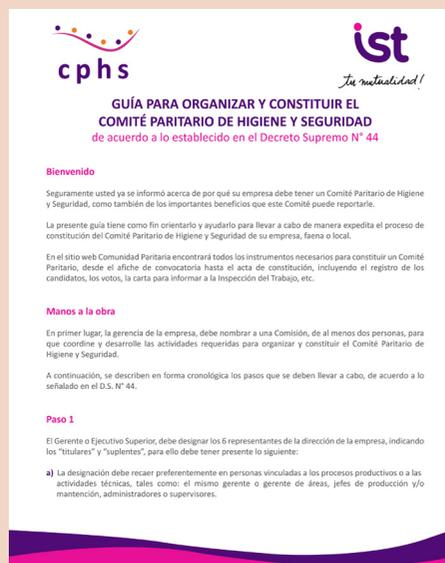 cphs
ist
tu mutualidad!
GUÍA PARA ORGANIZAR Y CONSTITUIR EL
COMITÉ PARITARIO DE HIGIENE Y SEGURIDAD
de acuerdo a lo establecido en el Decreto Supremo N° 44
Bienvenido
Seguramente usted ya se informó acerca de por qué su empresa debe tener un Comité Paritario de Higiene
y Seguridad, como también de los importantes beneficios que este Comité puede reportarle.
La presente guía tiene como fin orientarlo y ayudarlo para llevar a cabo de manera expedita el proceso de
constitución del Comité Paritario de Higiene y Seguridad de su empresa, faena o local.
En el sitio web Comunidad Paritaria encontrará todos los instrumentos necesarios para constituir un Comité
Paritario, desde el afiche de convocatoria hasta el acta de constitución, incluyendo el registro de los
candidatos, los votos, la carta para informar a la Inspección del Trabajo, etc.
Manos a la obra
En primer lugar, la gerencia de la empresa, debe nombrar a una Comisión, de al menos dos personas, para
que coordine y desarrolle las actividades requeridas para organizar y constituir el Comité Paritario de
Higiene y Seguridad.
A continuación, se describen en forma cronológico los pasos que se deben llevar a cabo, de acuerdo a lo
señalado en el D.S. N° 44.
Paso 1
El Gerente o Ejecutivo Superior, debe designar los 6 representantes de la dirección de la empresa, indicando
los "titulares" y "suplentes", para ello debe tener presente lo siguiente:
a) La designación debe recaer preferentemente en personas vinculadas a los procesos productivos o a las
actividades técnicas, tales como: el mismo gerente o gerente de áreas, jefes de producción y/o
mantención, administradores o supervisores.